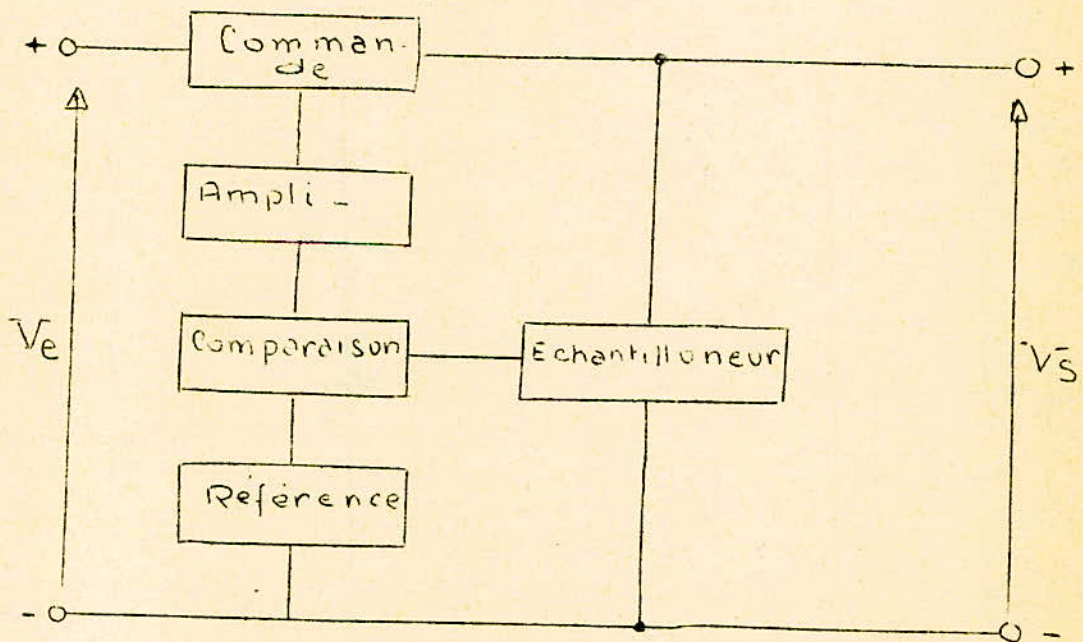 + Comman-
de +
Ampli-
Ve Comparaison Echantilloneur Vs
Référence
- -